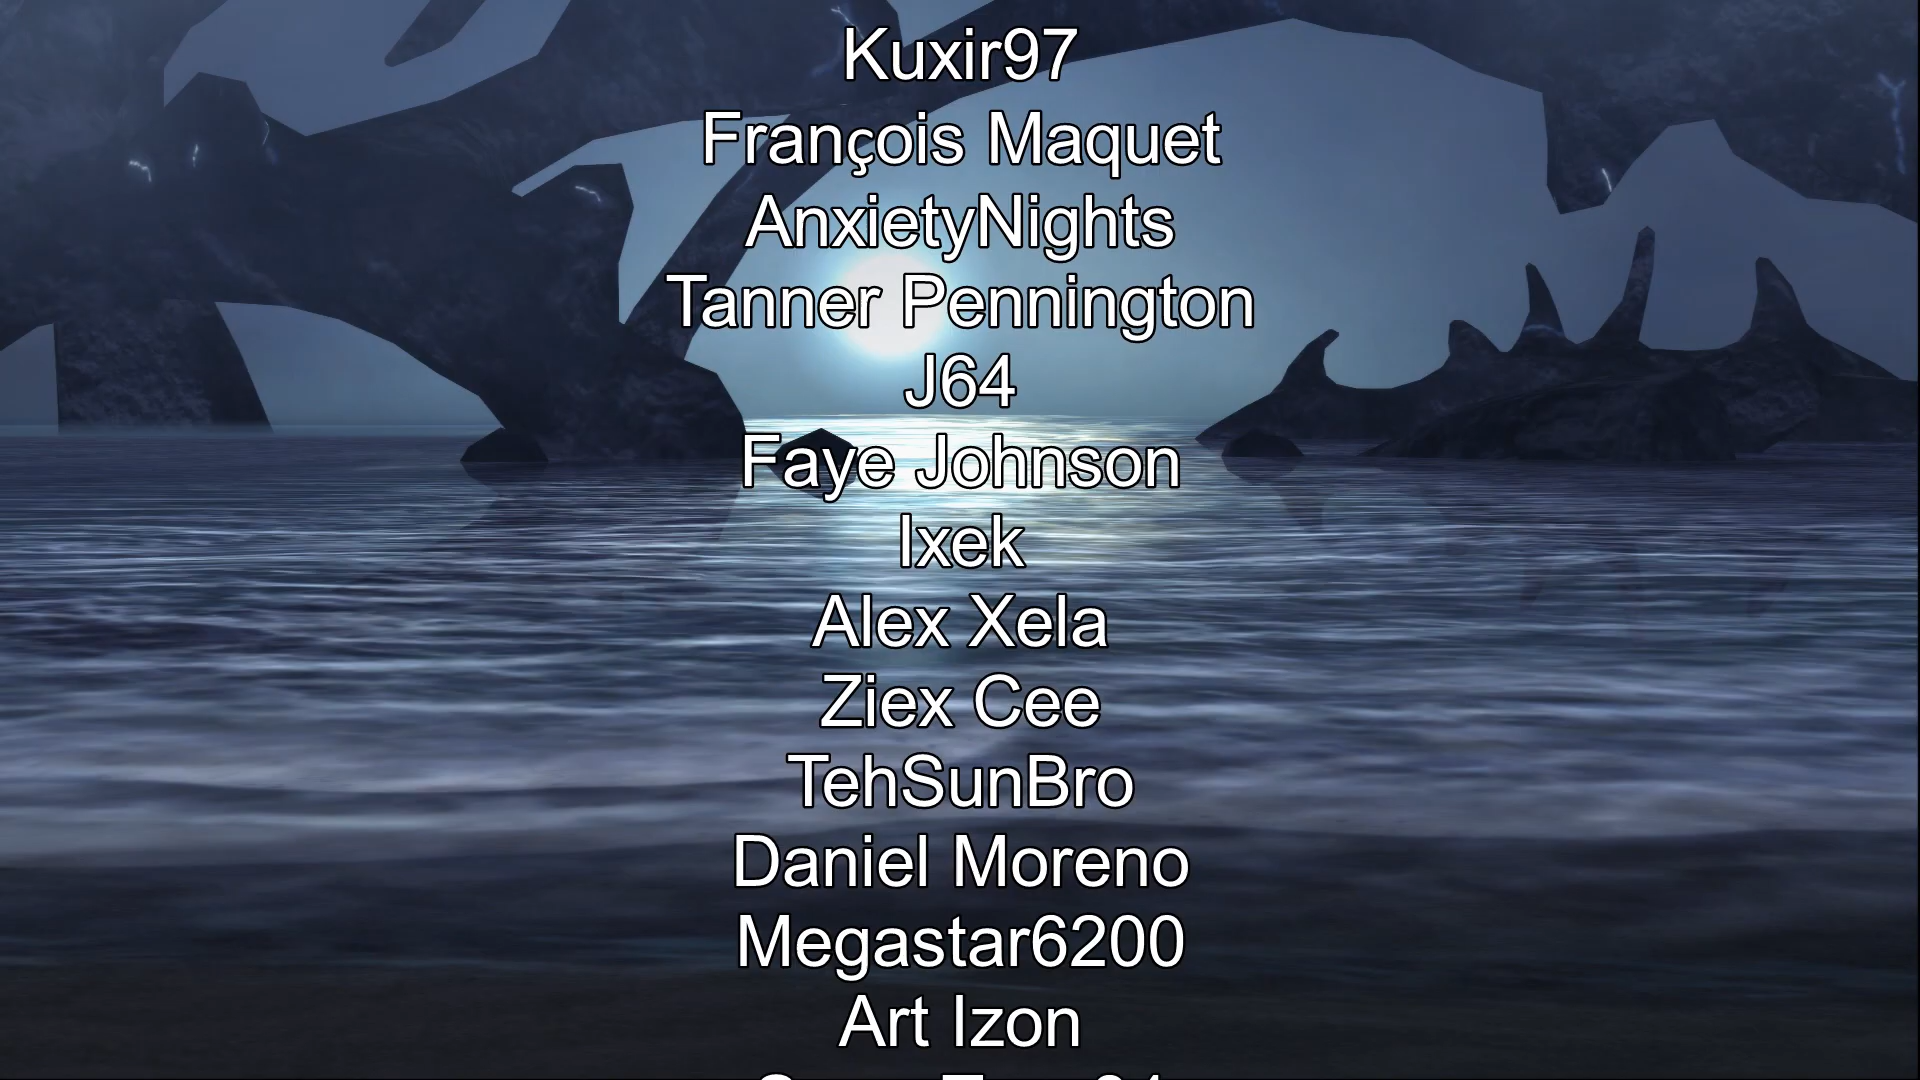 Kuxir97
François Maquet
AnxietyNights
Tanner Pennington
J64
Faye Johnson
Ixek
Alex Xela
Ziex Cee
TehSunBro
Daniel Moreno
Megastar6200
Art Izon